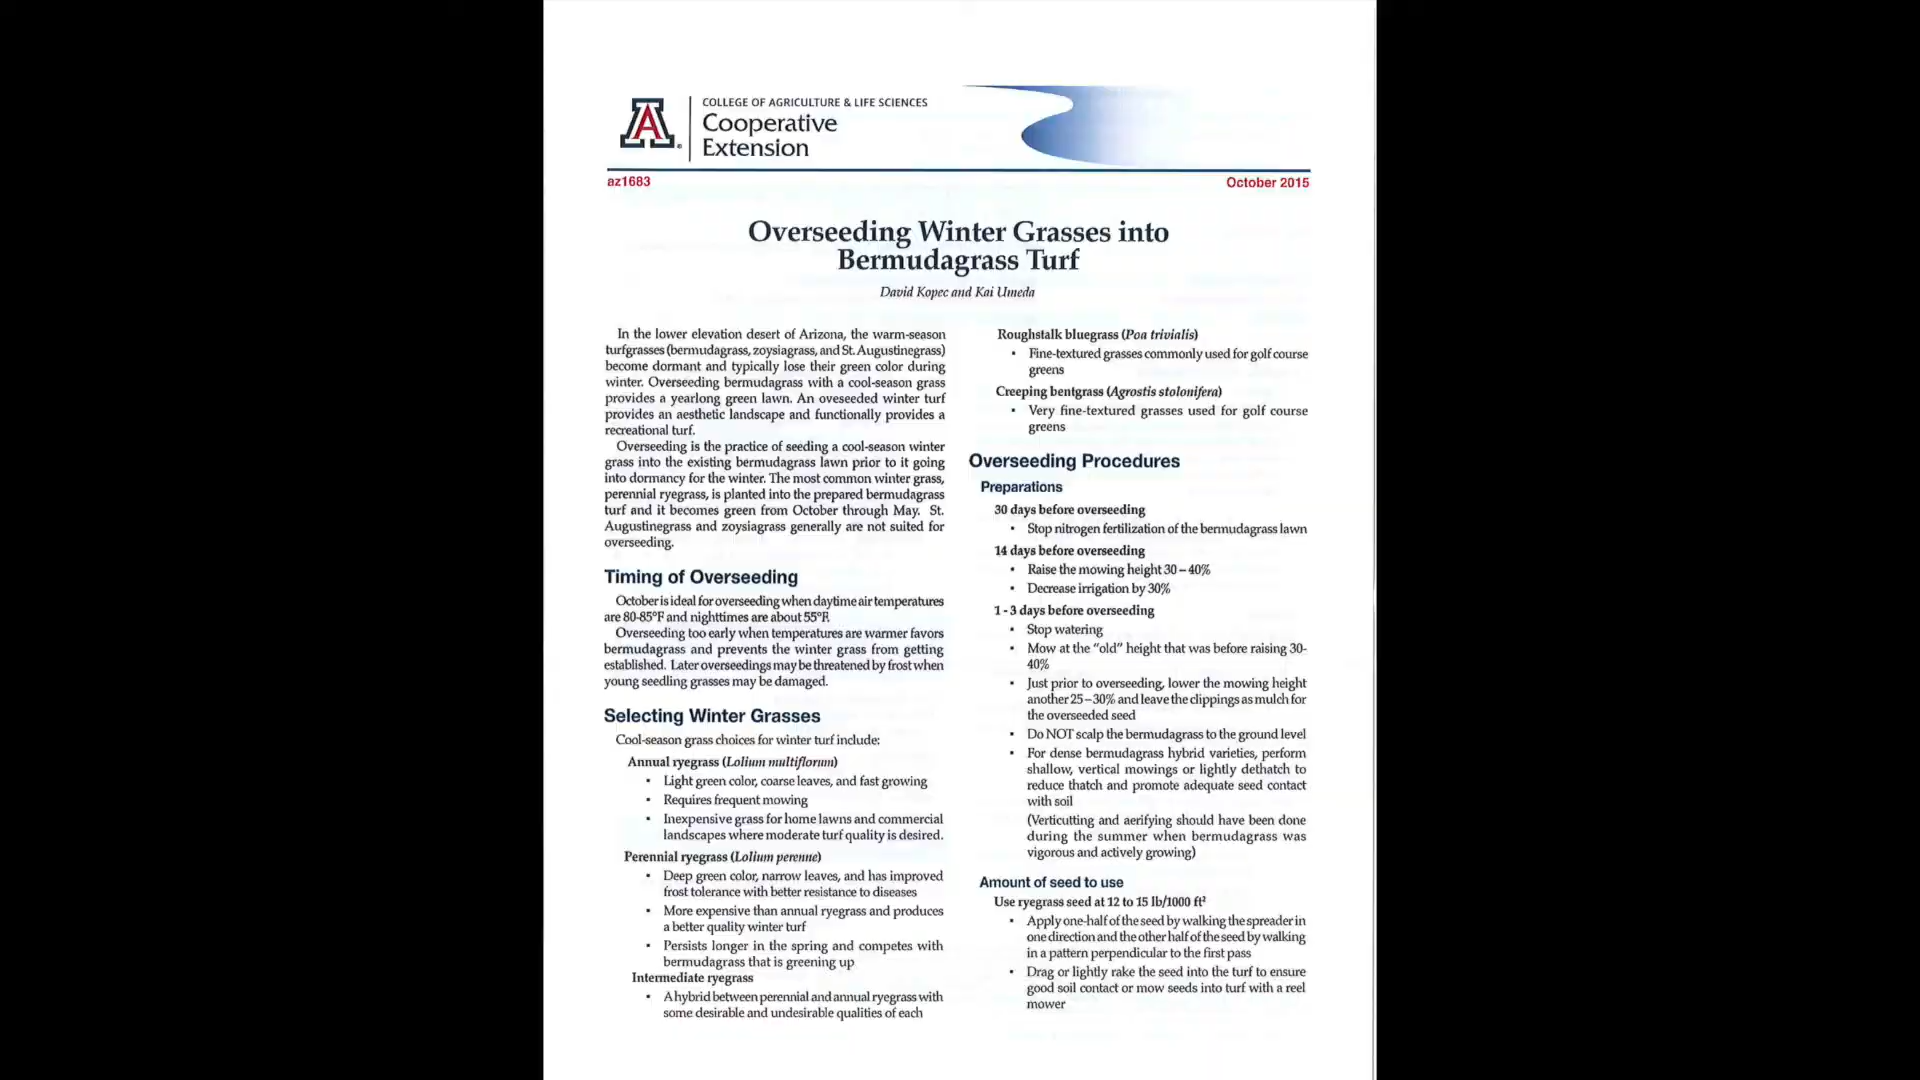 A
COLLEGE OF AGRICULTURE & LIFE SCIENCES
Cooperative
Extension
az1683
October 2015
Overseeding Winter Grasses into
Bermudagrass Turf
David Kopec and Kai Umeda
In the lower elevation desert of Arizona, the warm-season
turfgrasses (bermudagrass, zoysiagrass, and St. Augustinegrass)
become dormant and typically lose their green color during
winter. Overseeding bermudagrass with a cool-season grass
provides a yearlong green lawn. An oveseeded winter turf
provides an aesthetic landscape and functionally provides a
recreational turf.
Overseeding is the practice of seeding a cool-season winter
grass into the existing bermudagrass lawn prior to it going
into dormancy for the winter. The most common winter grass,
perennial ryegrass, is planted into the prepared bermudagrass
turf and it becomes green from October through May. St.
Augustinegrass and zoysiagrass generally are not suited for
overseeding.
Timing of Overseeding
October is ideal for overseeding when daytime air temperatures
are 80-85°F and nighttimes are about 55°F.
Overseeding too early when temperatures are warmer favors
bermudagrass and prevents the winter grass from getting
established. Later overseedings may be threatened by frost when
young seedling grasses may be damaged.
Selecting Winter Grasses
Cool-season grass choices for winter turf include:
Annual ryegrass (Lolium multiflorum)
• Light green color, coarse leaves, and fast growing
• Requires frequent mowing
• Inexpensive grass for home lawns and commercial
landscapes where moderate turf quality is desired.
Perennial ryegrass (Lolium perenne)
• Deep green color, narrow leaves, and has improved
frost tolerance with better resistance to diseases
• More expensive than annual ryegrass and produces
a better quality winter turf
• Persists longer in the spring and competes with
bermudagrass that is greening up
Intermediate ryegrass
• A hybrid between perennial and annual ryegrass with
some desirable and undesirable qualities of each
Roughstalk bluegrass (Poa trivialis)
• Fine-textured grasses commonly used for golf course
greens
Creeping bentgrass (Agrostis stolonifera)
• Very fine-textured grasses used for golf course
greens
Overseeding Procedures
Preparations
30 days before overseeding
• Stop nitrogen fertilization of the bermudagrass lawn
14 days before overseeding
• Raise the mowing height 30 – 40%
• Decrease irrigation by 30%
1 - 3 days before overseeding
• Stop watering
• Mow at the "old" height that was before raising 30-
40%
• Just prior to overseeding, lower the mowing height
another 25 – 30% and leave the clippings as mulch for
the overseeded seed
• Do NOT scalp the bermudagrass to the ground level
• For dense bermudagrass hybrid varieties, perform
shallow, vertical mowings or lightly dethatch to
reduce thatch and promote adequate seed contact
with soil
(Verticutting and aerifying should have been done
during the summer when bermudagrass was
vigorous and actively growing)
Amount of seed to use
Use ryegrass seed at 12 to 15 lb/1000 ft²
• Apply one-half of the seed by walking the spreader in
one direction and the other half of the seed by walking
in a pattern perpendicular to the first pass
• Drag or lightly rake the seed into the turf to ensure
good soil contact or mow seeds into turf with a reel
mower